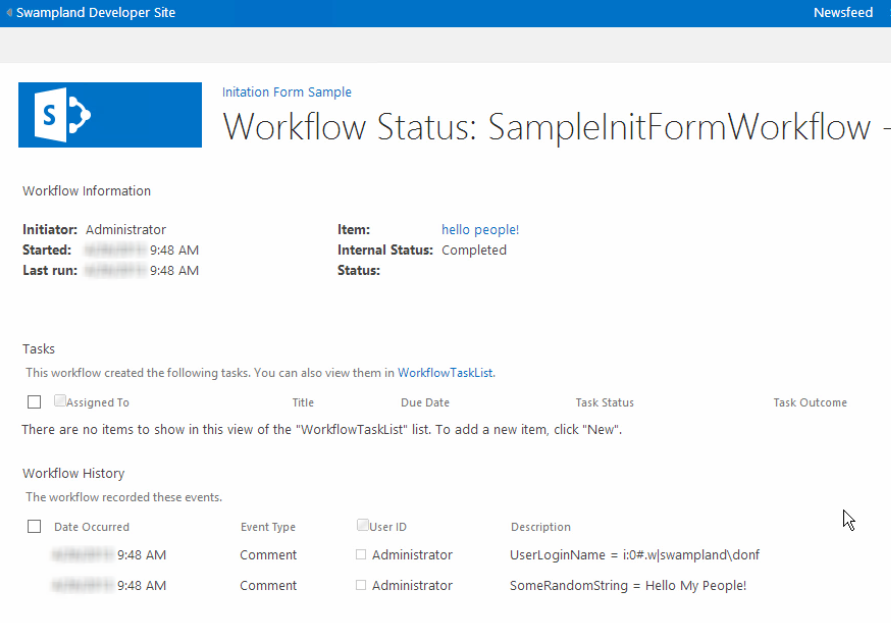 Swampland Developer Site Newsfeed
S
Initation Form Sample
Workflow Status: SampleInitFormWorkflow -
Workflow Information
Initiator: Administrator Item: hello people!
Started: 9:48 AM Internal Status: Completed
Last run: 9:48 AM Status:
Tasks
This workflow created the following tasks. You can also view them in WorkflowTaskList.
Assigned To Title Due Date Task Status Task Outcome
There are no items to show in this view of the "WorkflowTaskList" list. To add a new item, click "New".
Workflow History
The workflow recorded these events.
Date Occurred Event Type User ID Description
9:48 AM Comment Administrator UserLoginName = i:0#.w|swampland\donf
9:48 AM Comment Administrator SomeRandomString = Hello My People!